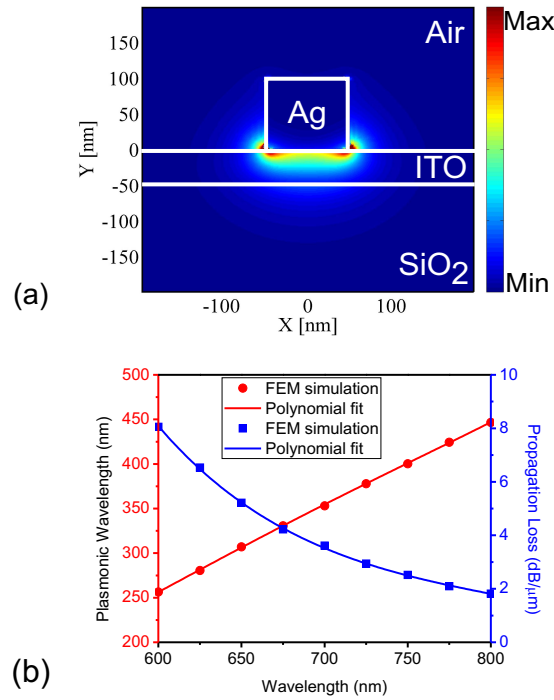 (a)
Max
Air
Ag
ITO
SiO2
Min
Y [nm]
200
150
100
50
0
-50
-100
-150
-100 0 100
X [nm]
(b)
500
450
400
350
300
250
200
Plasmonic Wavelength (nm)
FEM simulation
Polynomial fit
FEM simulation
Polynomial fit
10
8
6
4
2
0
Propagation Loss (dB/μm)
600 650 700 750 800
Wavelength (nm)